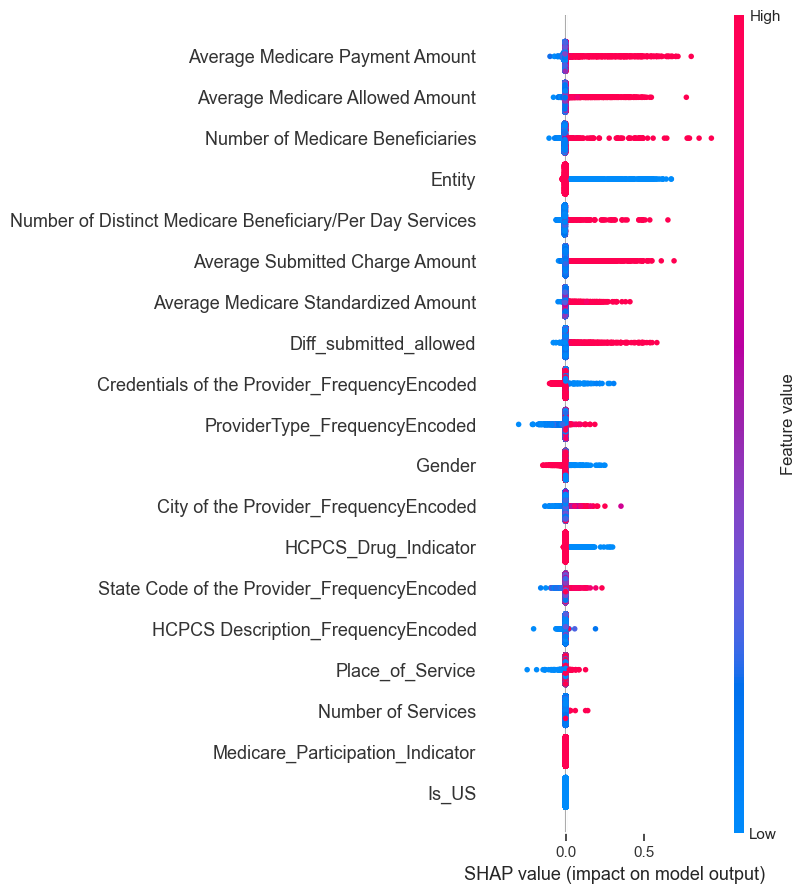 High
Average Medicare Payment Amount
Average Medicare Allowed Amount
Number of Medicare Beneficiaries
Entity
Number of Distinct Medicare Beneficiary/Per Day Services
Average Submitted Charge Amount
Average Medicare Standardized Amount
Diff_submitted_allowed
Credentials of the Provider_FrequencyEncoded
ProviderType_FrequencyEncoded
Gender
City of the Provider_FrequencyEncoded
HCPCS_Drug_Indicator
State Code of the Provider_FrequencyEncoded
HCPCS Description_FrequencyEncoded
Place_of_Service
Number of Services
Medicare_Participation_Indicator
Is_US
Feature value
Low
0.0 0.5
SHAP value (impact on model output)